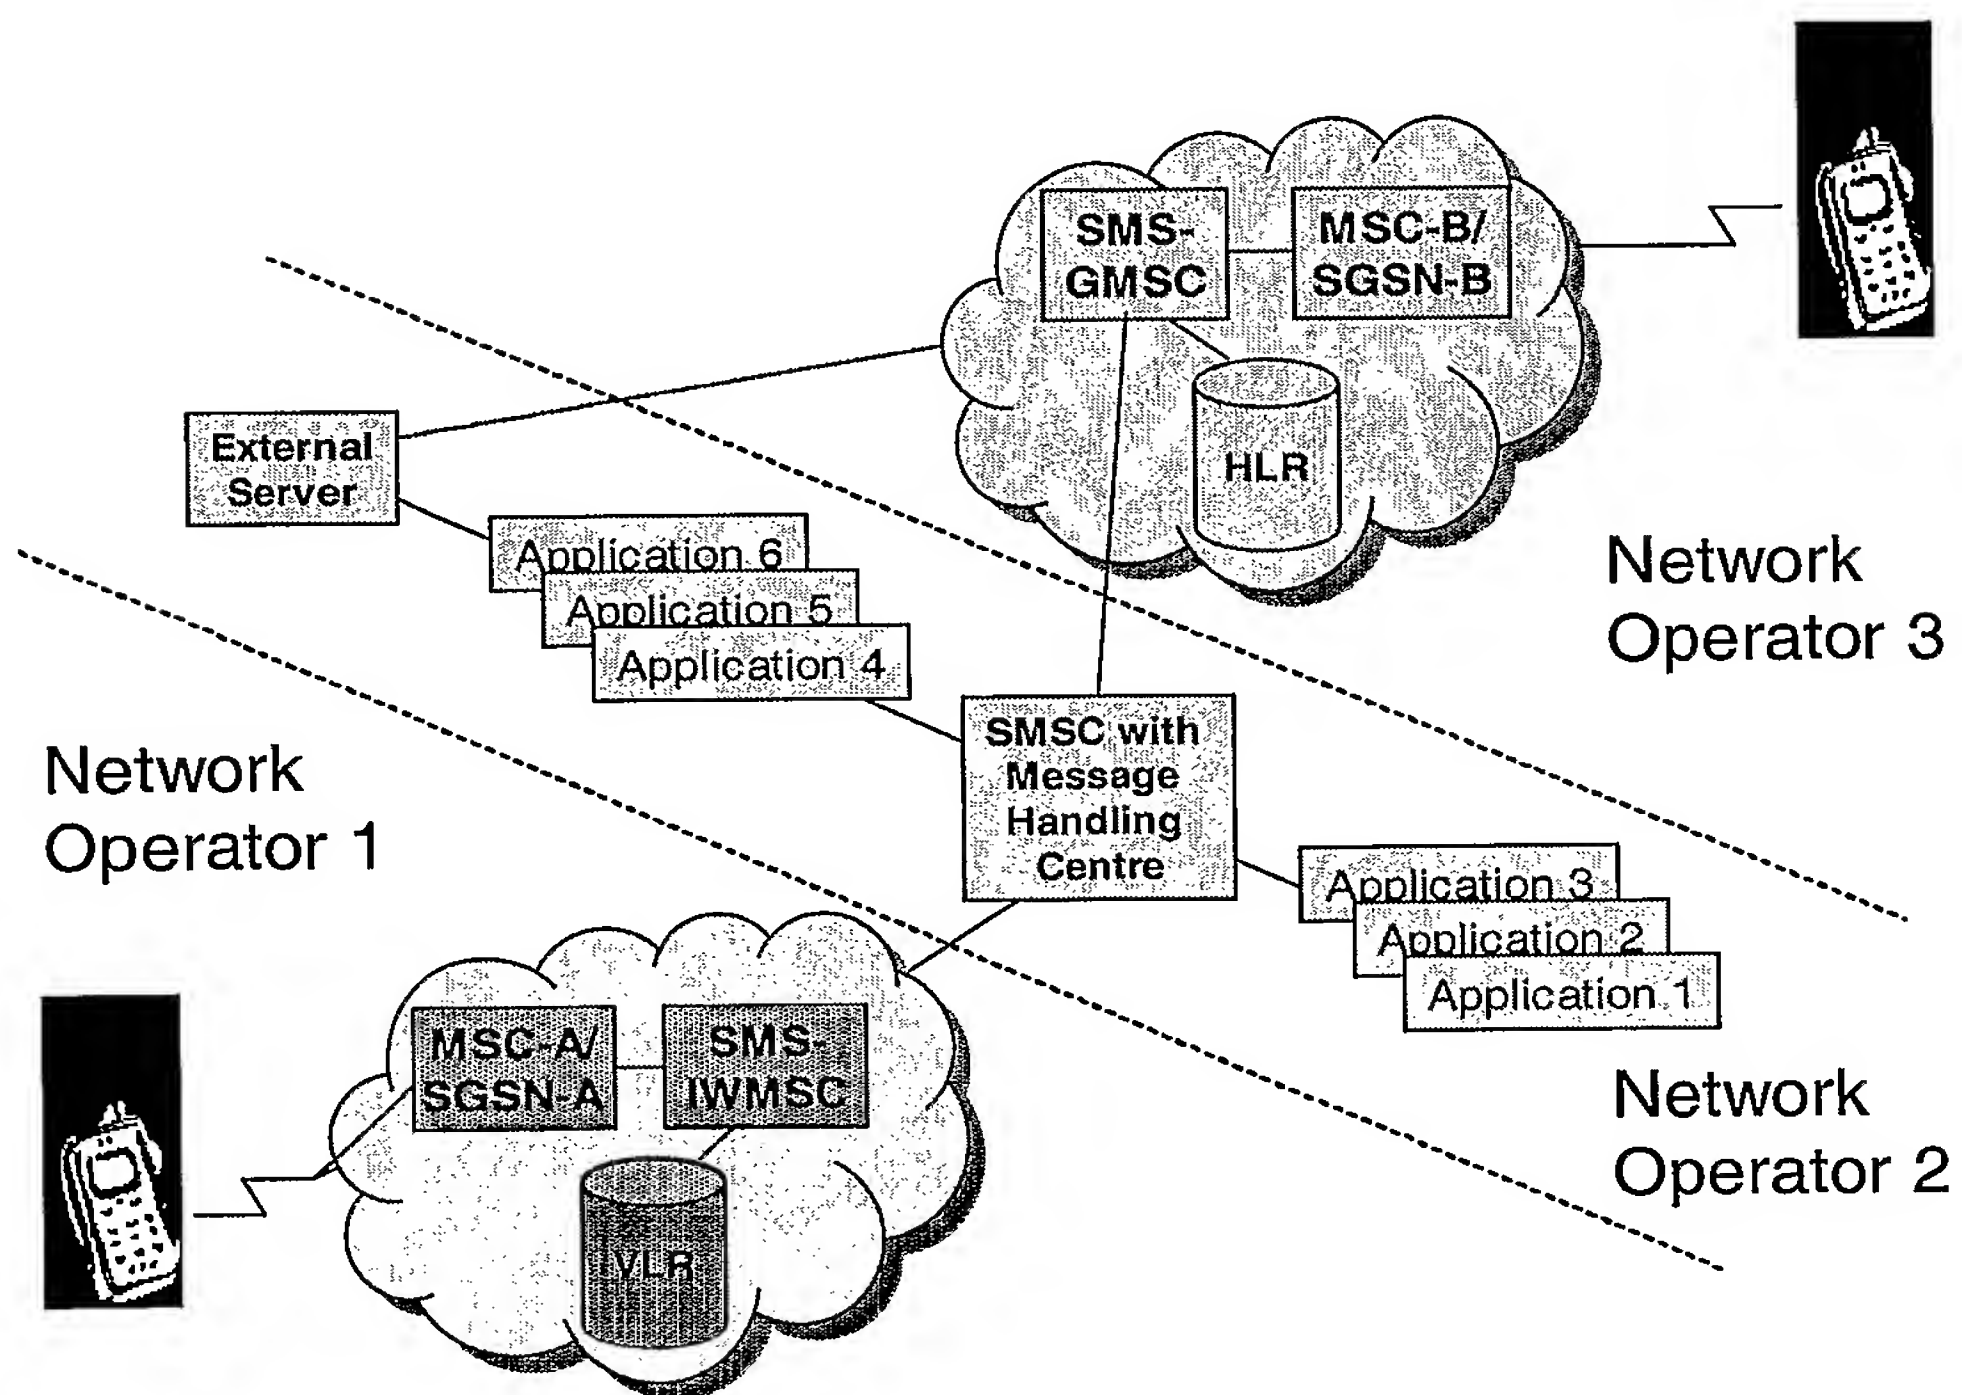 SMS-
GMSC
MSC-B/
SGSN-B
HLR
External
Server
Application 6
Application 5
Application 4
Network
Operator 3
SMSC with
Message
Handling
Centre
Network
Operator 1
Application 3
Application 2
Application 1
MSC-A/
SGSN-A
SMS-
IWMSC
VLR
Network
Operator 2